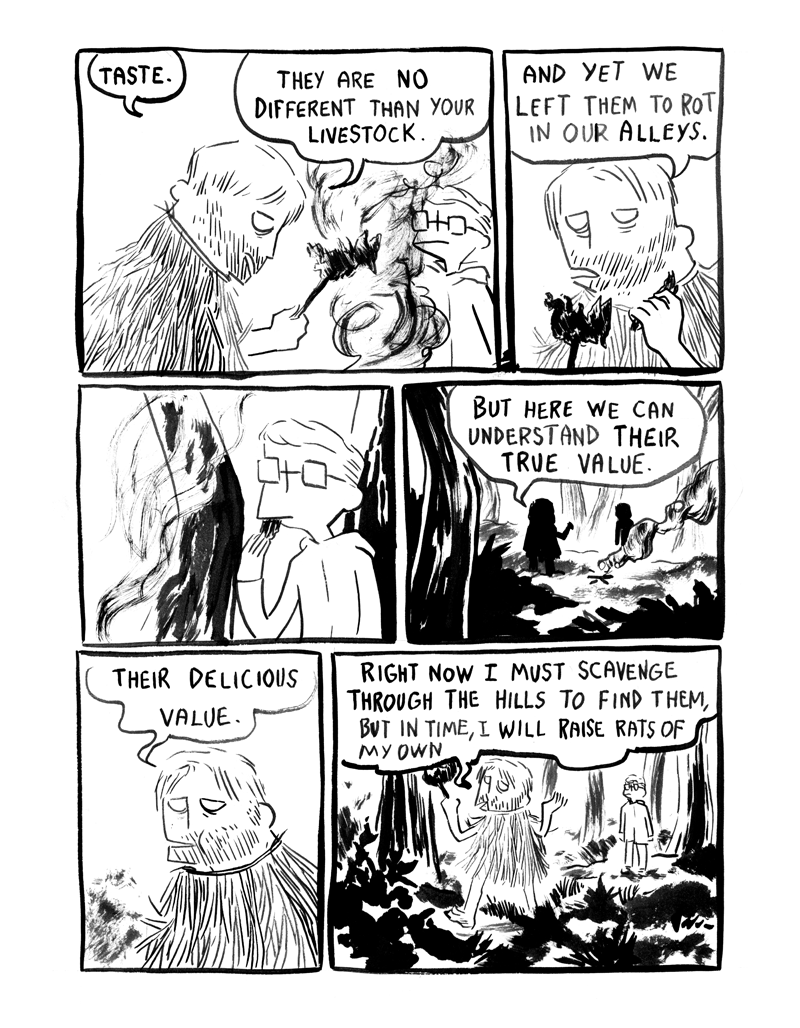 TASTE.
THEY ARE NO
DIFFERENT THAN YOUR
LIVESTOCK.
AND YET WE
LEFT THEM TO ROT
IN OUR ALLEYS.
BUT HERE WE CAN
UNDERSTAND THEIR
TRUE VALUE.
THEIR DELICIOUS
VALUE.
RIGHT NOW I MUST SCAVENGE
THROUGH THE HILLS TO FIND THEM,
BUT IN TIME, I WILL RAISE RATS OF
MY OWN